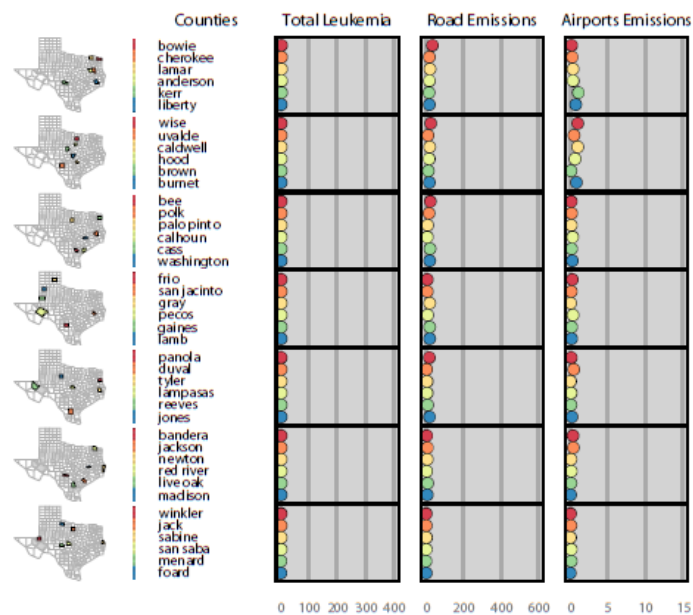 Counties Total Leukemia Road Emissions Airports Emissions
bowie
cherokee
lamar
anderson
kerr
liberty
wise
uvalde
caldwell
hood
brown
burnet
bee
polk
palo pinto
calhoun
cass
washington
frio
san jacinto
gray
pecos
gaines
lamb
panola
duval
tyler
lampasas
reeves
jones
bandera
jackson
newton
red river
live oak
madison
winkler
jack
sabine
san saba
menard
foard
0 100 200 300 400 0 200 400 600 0 5 10 15